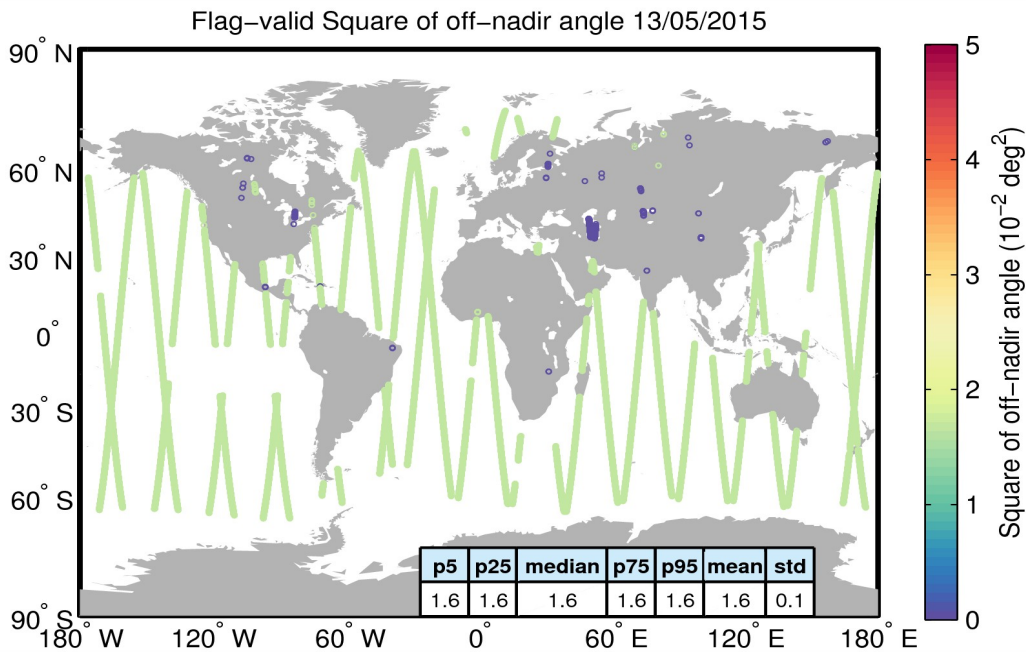 Flag−valid Square of off−nadir angle 13/05/2015
90° N
60° N
30° N
0°
30° S
60° S
90° S
180° W
120° W
60° W
0°
60° E
120° E
180° E
p5 p25 median p75 p95 mean std
1.6 1.6 1.6 1.6 1.6 1.6 0.1
5
4
3
2
1
0
Square of off−nadir angle (10⁻² deg²)